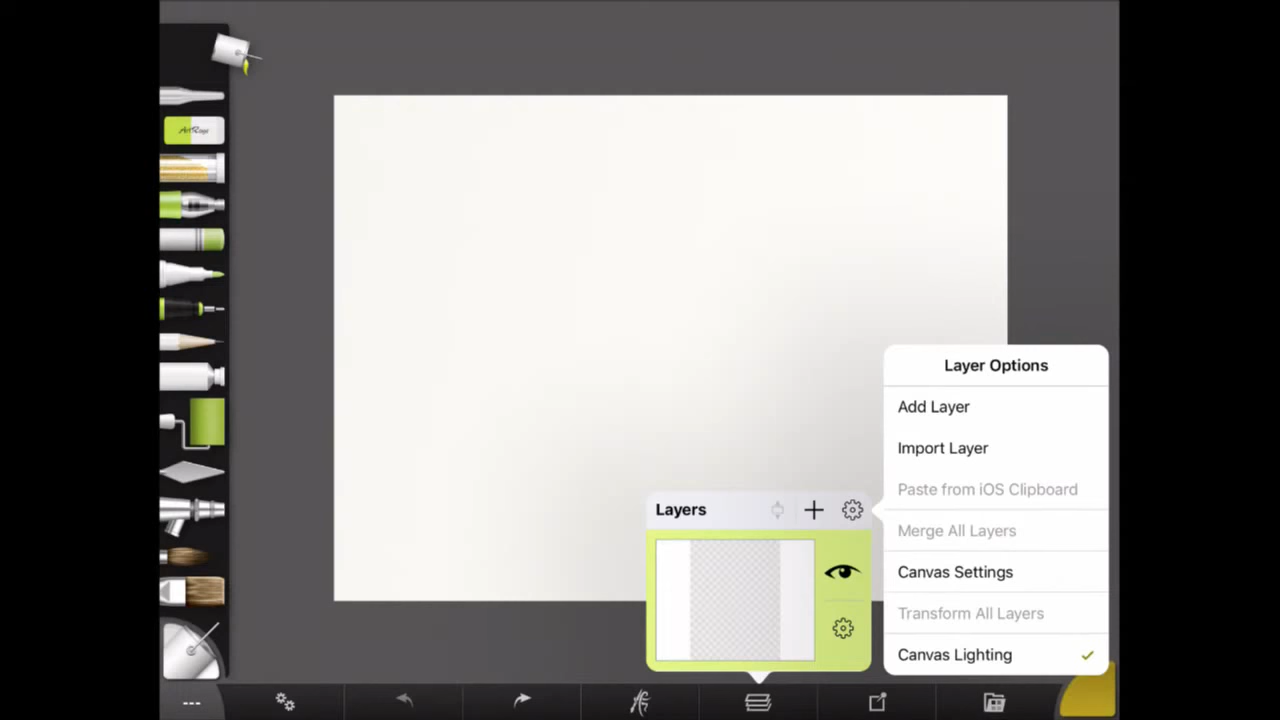 ArtRage
Layer Options
Add Layer
Import Layer
Paste from iOS Clipboard
Merge All Layers
Canvas Settings
Transform All Layers
Canvas Lighting
Layers